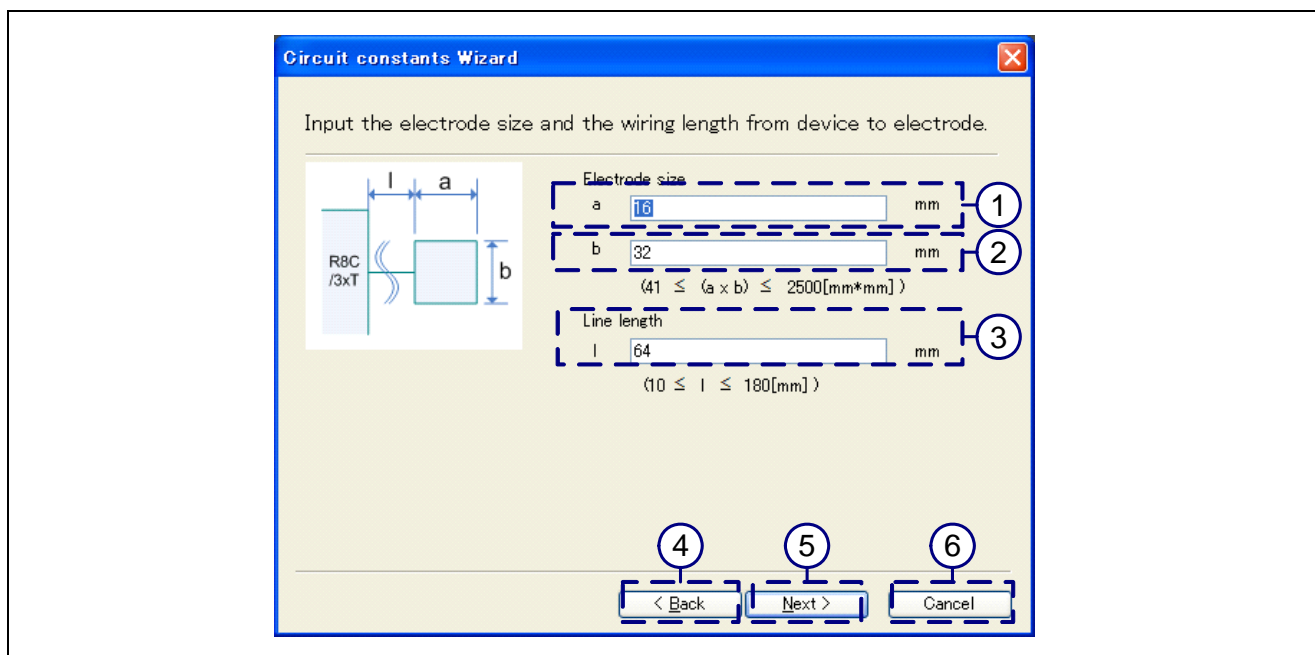 Circuit constants Wizard
Input the electrode size and the wiring length from device to electrode.
l a
R8C
/3xT
b
Electrode size
a 16 mm 1
b 32 mm 2
(41 ≤ (a x b) ≤ 2500[mm*mm] )
Line length
l 64 mm 3
(10 ≤ l ≤ 180[mm] )
4 5 6
< Back Next > Cancel